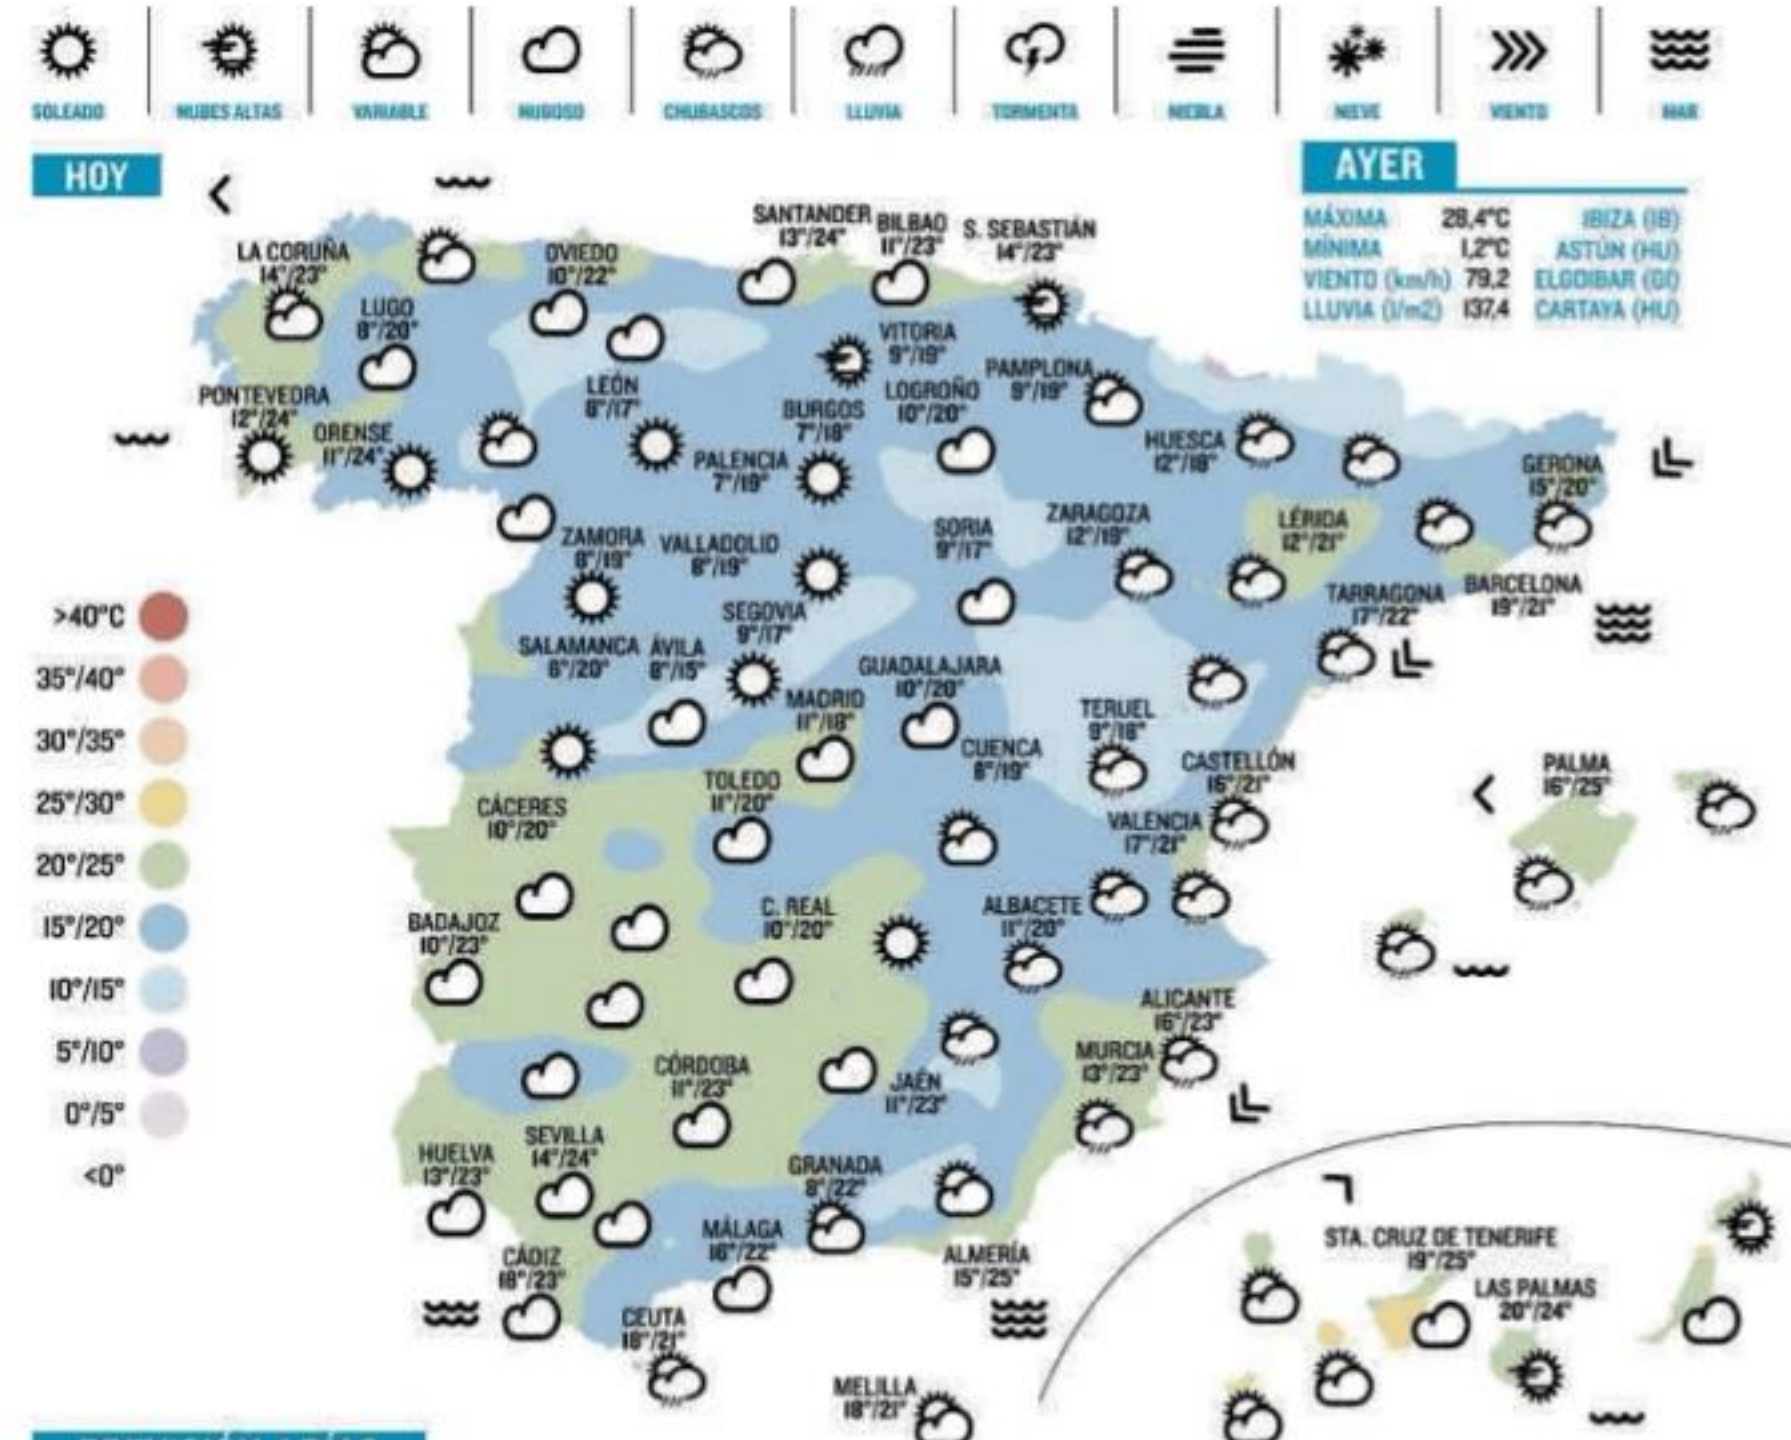 SOLEADO
NUBES ALTAS
VARIABLE
NUBOSO
CHUBASCOS
LLUVIA
TORMENTA
NIEBLA
NIEVE
VIENTO
MAR
HOY
AYER
MÁXIMA 28,4°C IBIZA (IB)
MÍNIMA 1,2°C ASTÚN (HU)
VIENTO (km/h) 79,2 ELGOIBAR (GI)
LLUVIA (l/m2) 137,4 CARTAYA (HU)
SANTANDER
13°/24°
BILBAO
11°/23°
S. SEBASTIÁN
14°/23°
LA CORUÑA
14°/23°
OVIEDO
10°/22°
LUGO
8°/20°
VITORIA
9°/19°
PAMPLONA
9°/19°
LEÓN
8°/17°
LOGROÑO
10°/20°
PONTEVEDRA
12°/24°
BURGOS
7°/18°
ORENSE
11°/24°
HUESCA
12°/18°
PALENCIA
7°/19°
GERONA
15°/20°
ZARAGOZA
12°/19°
LÉRIDA
12°/21°
SORIA
9°/17°
ZAMORA
8°/19°
VALLADOLID
8°/19°
TARRAGONA
17°/22°
BARCELONA
19°/21°
SEGOVIA
9°/17°
SALAMANCA
6°/20°
ÁVILA
8°/15°
GUADALAJARA
10°/20°
MADRID
11°/18°
TERUEL
9°/18°
CUENCA
8°/19°
CASTELLÓN
16°/21°
PALMA
16°/25°
TOLEDO
11°/20°
CÁCERES
10°/20°
VALENCIA
17°/21°
BADAJOZ
10°/23°
C. REAL
10°/20°
ALBACETE
11°/20°
ALICANTE
16°/23°
MURCIA
13°/23°
CÓRDOBA
11°/23°
JAÉN
11°/23°
HUELVA
13°/23°
SEVILLA
14°/24°
GRANADA
8°/22°
MÁLAGA
16°/22°
CÁDIZ
18°/23°
ALMERÍA
15°/25°
CEUTA
18°/21°
MELILLA
18°/21°
STA. CRUZ DE TENERIFE
19°/25°
LAS PALMAS
20°/24°
>40°C
35°/40°
30°/35°
25°/30°
20°/25°
15°/20°
10°/15°
5°/10°
0°/5°
<0°